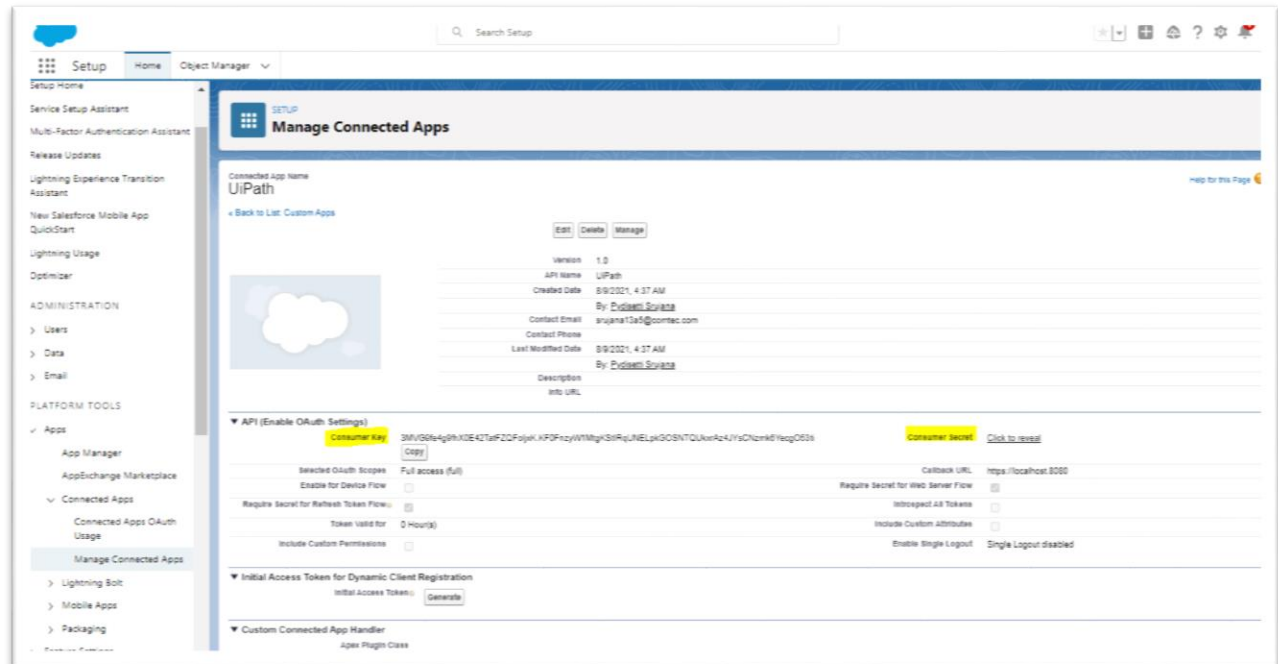 Search Setup
Setup Home Object Manager
Setup Home
Service Setup Assistant
Multi-Factor Authentication Assistant
Release Updates
Lightning Experience Transition
Assistant
New Salesforce Mobile App
QuickStart
Lightning Usage
Optimizer
ADMINISTRATION
Users
Data
Email
PLATFORM TOOLS
Apps
App Manager
AppExchange Marketplace
Connected Apps
Connected Apps OAuth
Usage
Manage Connected Apps
Lightning Bolt
Mobile Apps
Packaging
Feature Settings
SETUP
Manage Connected Apps
Connected App Name
UiPath
Help for this Page
« Back to List: Custom Apps
Edit Delete Manage
Version 1.0
API Name UiPath
Created Date 8/9/2021, 4:37 AM
By: Pydisetti Srujana
Contact Email srujana13a5@comtec.com
Contact Phone
Last Modified Date 8/9/2021, 4:37 AM
By: Pydisetti Srujana
Description
Info URL
API (Enable OAuth Settings)
Consumer Key Consumer Secret Click to reveal
Copy
Selected OAuth Scopes Full access (full) Callback URL https://localhost:8080
Enable for Device Flow Require Secret for Web Server Flow
Require Secret for Refresh Token Flow Introspect All Tokens
Token Valid for 0 Hour(s) Include Custom Attributes
Include Custom Permissions Enable Single Logout Single Logout disabled
Initial Access Token for Dynamic Client Registration
Initial Access Token Generate
Custom Connected App Handler
Apex Plugin Class